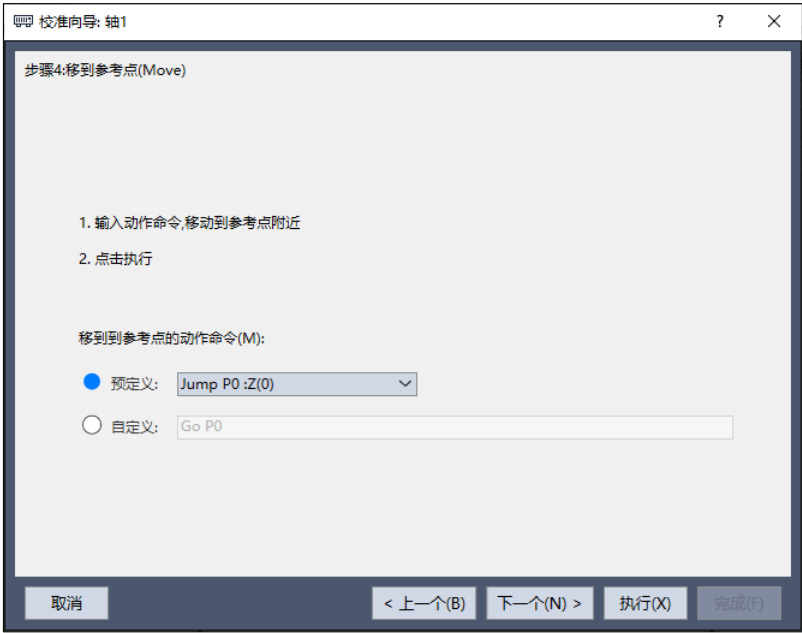 校准向导: 轴1
?
步骤4:移到参考点(Move)
1. 输入动作命令,移动到参考点附近
2. 点击执行
移到到参考点的动作命令(M):
预定义: Jump P0 :Z(0)
自定义: Go P0
取消 < 上一个(B) 下一个(N) > 执行(X) 完成(F)